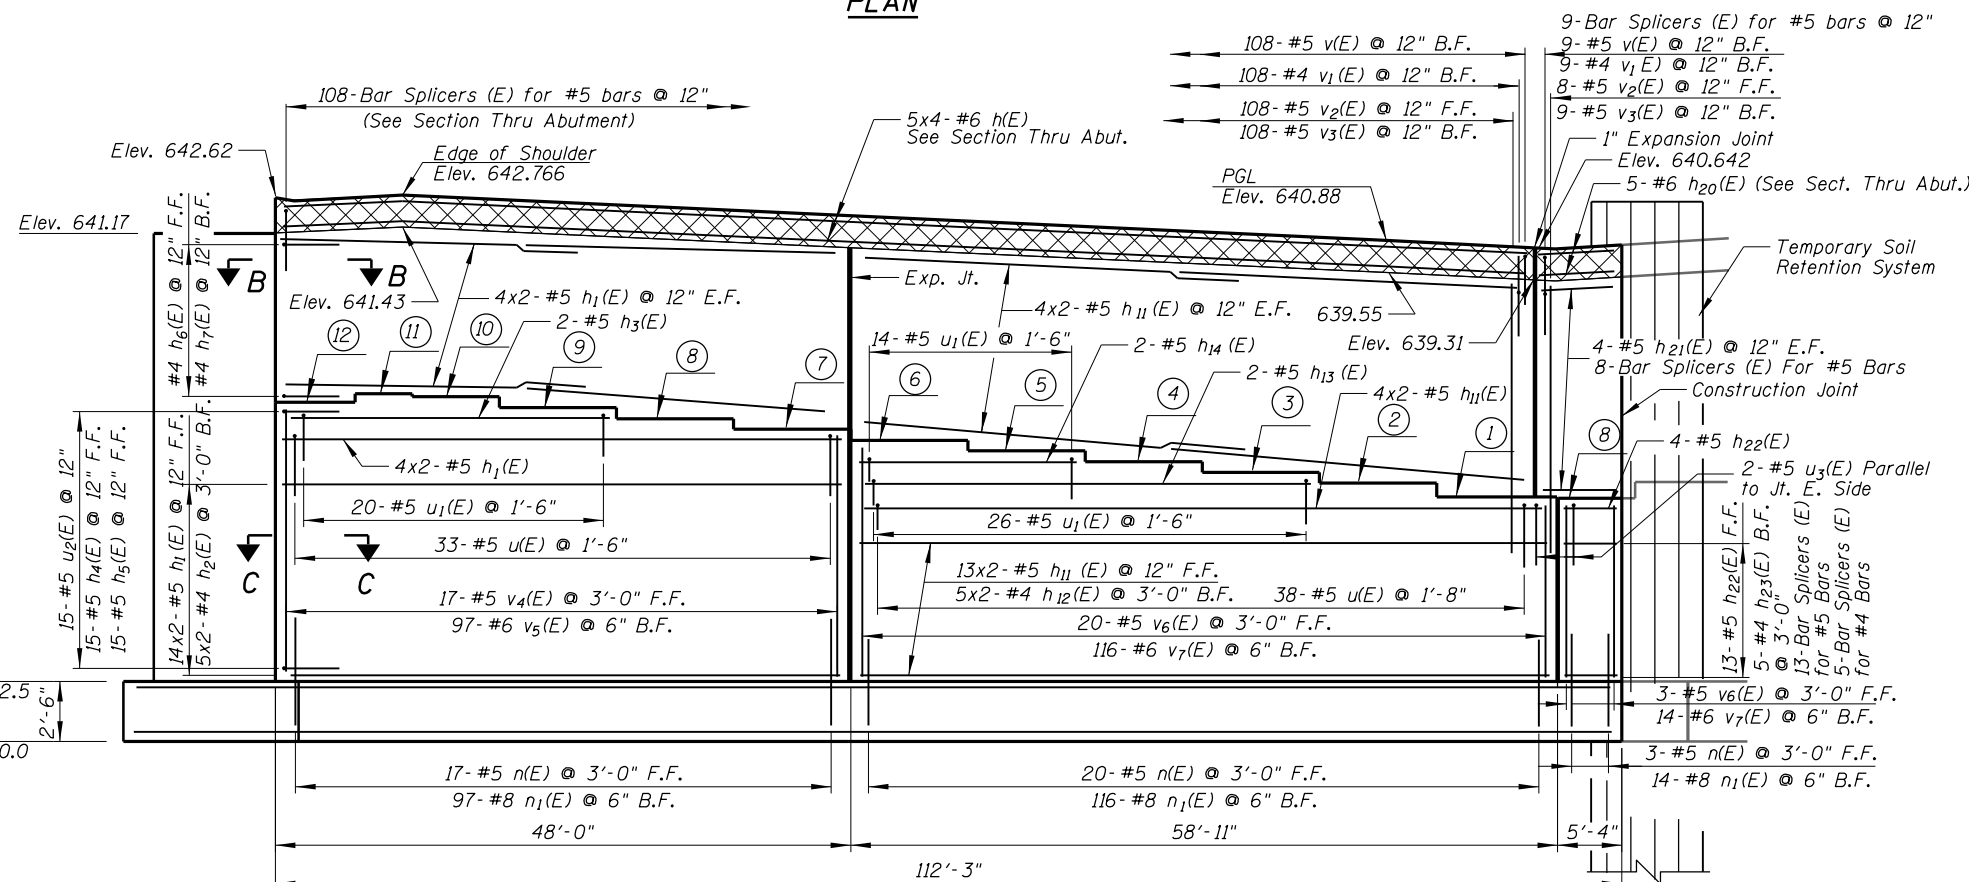 PLAN
9-Bar Splicers (E) for #5 bars @ 12"
108-#5 v(E) @ 12" B.F.
9-#5 v(E) @ 12" B.F.
108-#4 v1(E) @ 12" B.F.
9-#4 v1 E) @ 12" B.F.
108-#5 v2(E) @ 12" F.F.
8-#5 v2(E) @ 12" F.F.
108-#5 v3(E) @ 12" B.F.
9-#5 v3(E) @ 12" B.F.
108-Bar Splicers (E) for #5 bars @ 12"
(See Section Thru Abutment)
5x4-#6 h(E)
See Section Thru Abut.
1" Expansion Joint
Elev. 640.642
5-#6 h20(E) (See Sect. Thru Abut.)
Elev. 642.62
Edge of Shoulder
Elev. 642.766
PGL
Elev. 640.88
Elev. 641.17
#4 h6(E) @ 12" F.F.
#4 h7(E) @ 12" B.F.
B
B
Exp. Jt.
Temporary Soil
Retention System
Elev. 641.43
4x2-#5 h1(E) @ 12" E.F.
2-#5 h3(E)
4x2-#5 h11(E) @ 12" E.F.
639.55
Elev. 639.31
14-#5 u1(E) @ 1'-6"
2-#5 h14(E)
2-#5 h13(E)
4x2-#5 h11(E)
4-#5 h21(E) @ 12" E.F.
8-Bar Splicers (E) For #5 Bars
Construction Joint
12
11
10
9
8
7
6
5
4
3
2
1
8
4-#5 h22(E)
2-#5 u3(E) Parallel
to Jt. E. Side
15-#5 u2(E) @ 12"
15-#5 h4(E) @ 12" F.F.
15-#5 h5(E) @ 12" F.F.
14x2-#5 h1(E) @ 12" F.F.
5x2-#4 h2(E) @ 3'-0" B.F.
4x2-#5 h1(E)
20-#5 u1(E) @ 1'-6"
33-#5 u(E) @ 1'-6"
26-#5 u1(E) @ 1'-6"
C
C
13x2-#5 h11 (E) @ 12" F.F.
5x2-#4 h12(E) @ 3'-0" B.F.
38-#5 u(E) @ 1'-8"
17-#5 v4(E) @ 3'-0" F.F.
97-#6 v5(E) @ 6" B.F.
20-#5 v6(E) @ 3'-0" F.F.
116-#6 v7(E) @ 6" B.F.
13-#5 h22(E) F.F.
5-#4 h23(E) B.F.
@ 3'-0"
13-Bar Splicers (E)
for #5 Bars
5-Bar Splicers (E)
for #4 Bars
3-#5 v6(E) @ 3'-0" F.F.
14-#6 v7(E) @ 6" B.F.
2.5
2'-6"
0.0
17-#5 n(E) @ 3'-0" F.F.
97-#8 n1(E) @ 6" B.F.
20-#5 n(E) @ 3'-0" F.F.
116-#8 n1(E) @ 6" B.F.
3-#5 n(E) @ 3'-0" F.F.
14-#8 n1(E) @ 6" B.F.
48'-0"
58'-11"
5'-4"
112'-3"